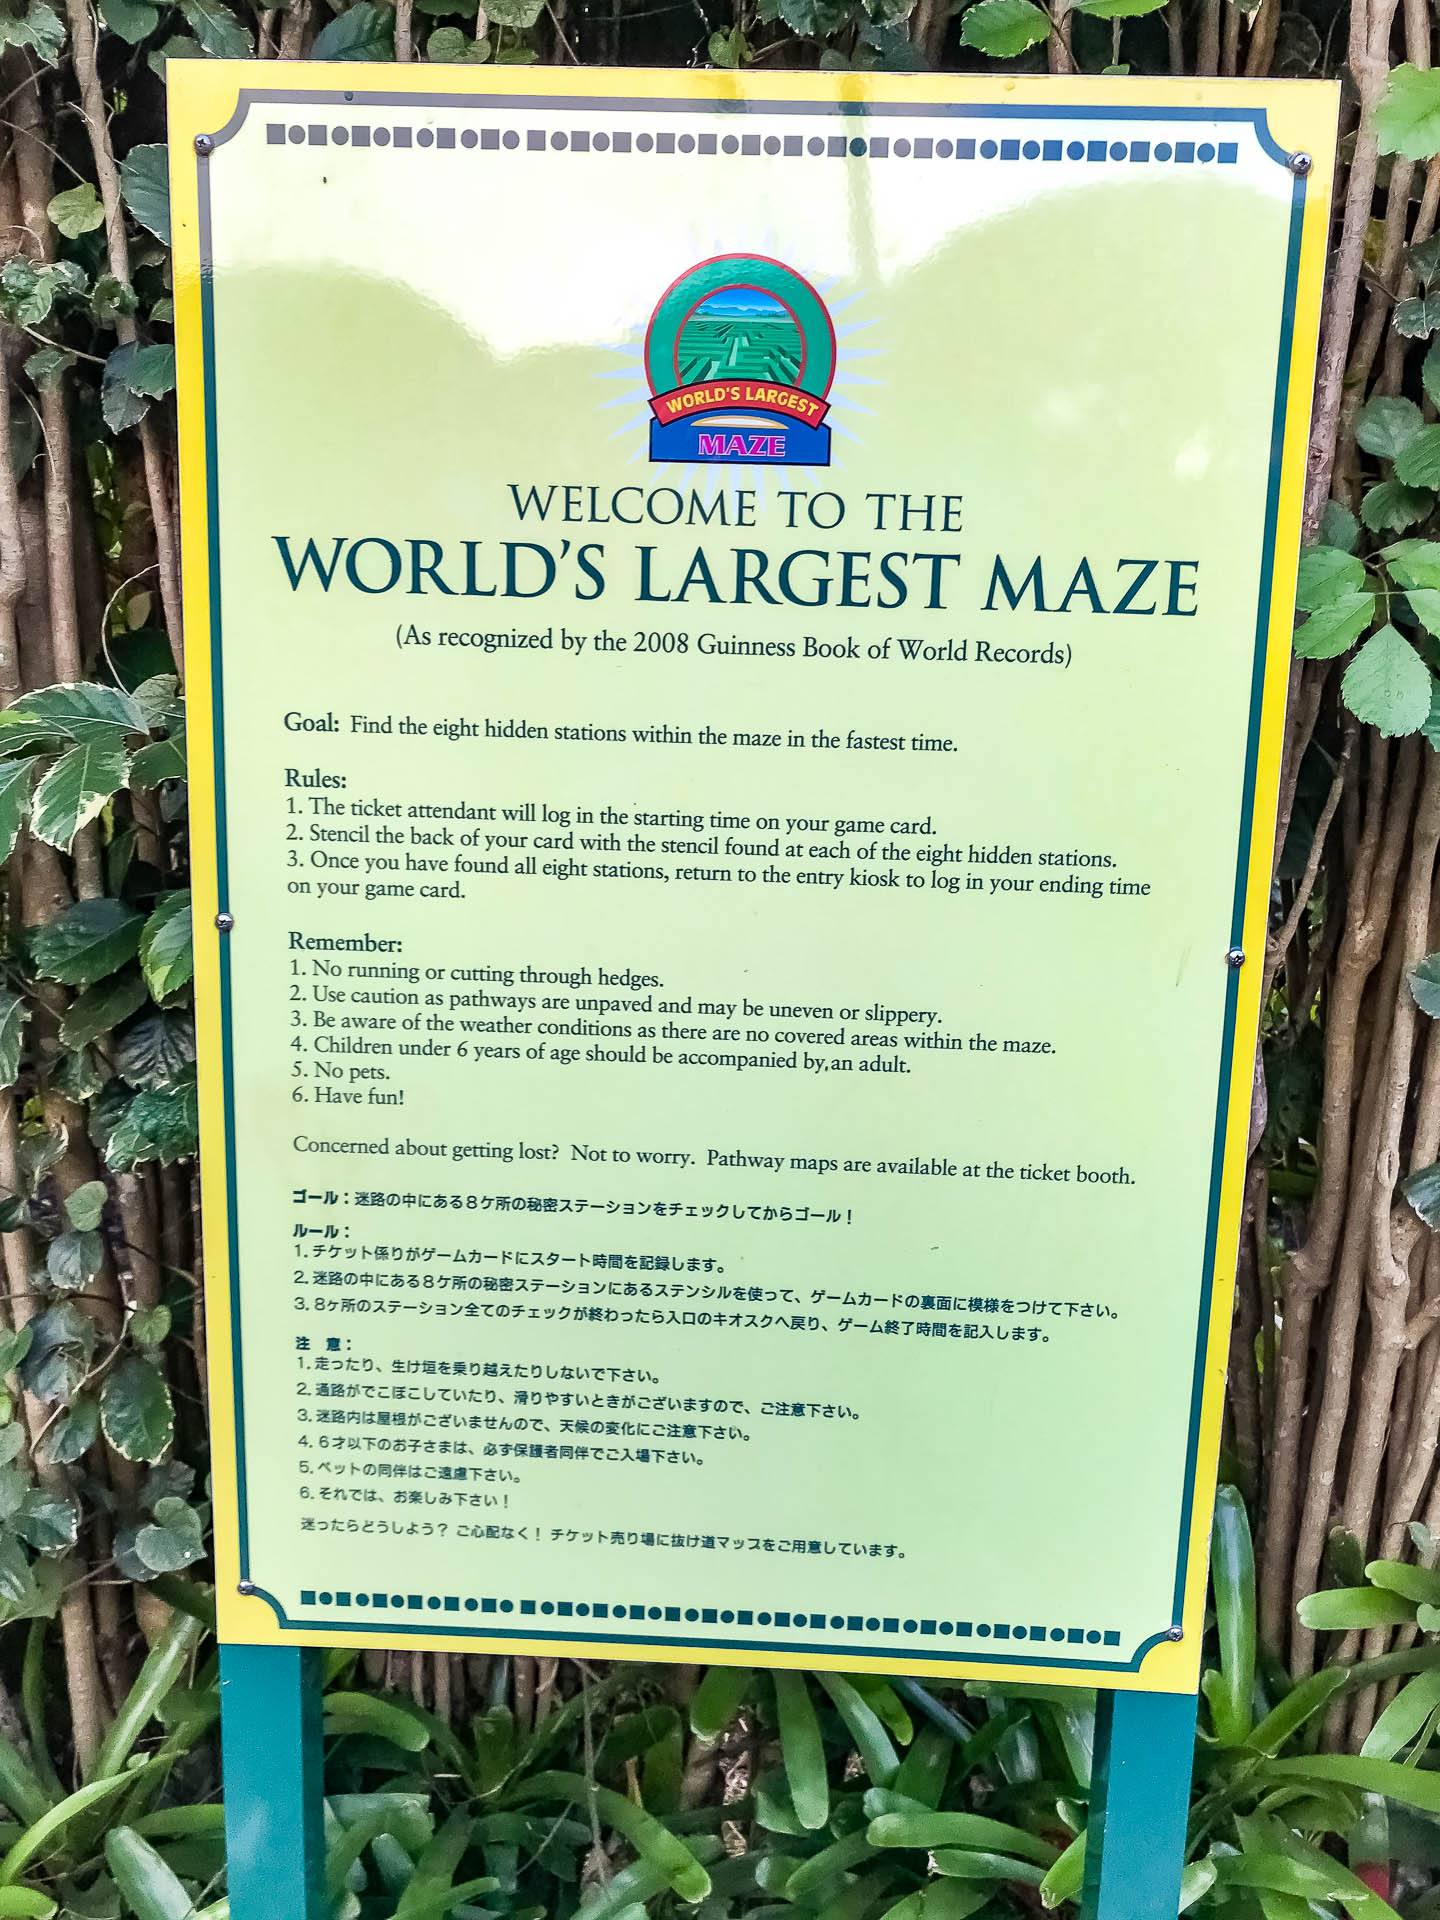 WORLD'S LARGEST
MAZE
WELCOME TO THE
WORLD'S LARGEST MAZE
(As recognized by the 2008 Guinness Book of World Records)
Goal: Find the eight hidden stations within the maze in the fastest time.
Rules:
1. The ticket attendant will log in the starting time on your game card.
2. Stencil the back of your card with the stencil found at each of the eight hidden stations.
3. Once you have found all eight stations, return to the entry kiosk to log in your ending time
on your game card.
Remember:
1. No running or cutting through hedges.
2. Use caution as pathways are unpaved and may be uneven or slippery.
3. Be aware of the weather conditions as there are no covered areas within the maze.
4. Children under 6 years of age should be accompanied by an adult.
5. No pets.
6. Have fun!
Concerned about getting lost? Not to worry. Pathway maps are available at the ticket booth.
ゴール：迷路の中にある8ケ所の秘密ステーションをチェックしてからゴール！
ルール：
1. チケット係りがゲームカードにスタート時間を記録します。
2. 迷路の中にある8ケ所の秘密ステーションにあるステンシルを使って、ゲームカードの裏面に模様をつけて下さい。
3. 8ヶ所のステーション全てのチェックが終わったら入口のキオスクへ戻り、ゲーム終了時間を記入します。
注　意：
1. 走ったり、生け垣を乗り越えたりしないで下さい。
2. 通路がでこぼこしていたり、滑りやすいときがございますので、ご注意下さい。
3. 迷路内は屋根がございませんので、天候の変化にご注意下さい。
4. 6才以下のお子さまは、必ず保護者同伴でご入場下さい。
5. ペットの同伴はご遠慮下さい。
6. それでは、お楽しみ下さい！
迷ったらどうしよう？ ご心配なく！ チケット売り場に抜け道マップをご用意しています。